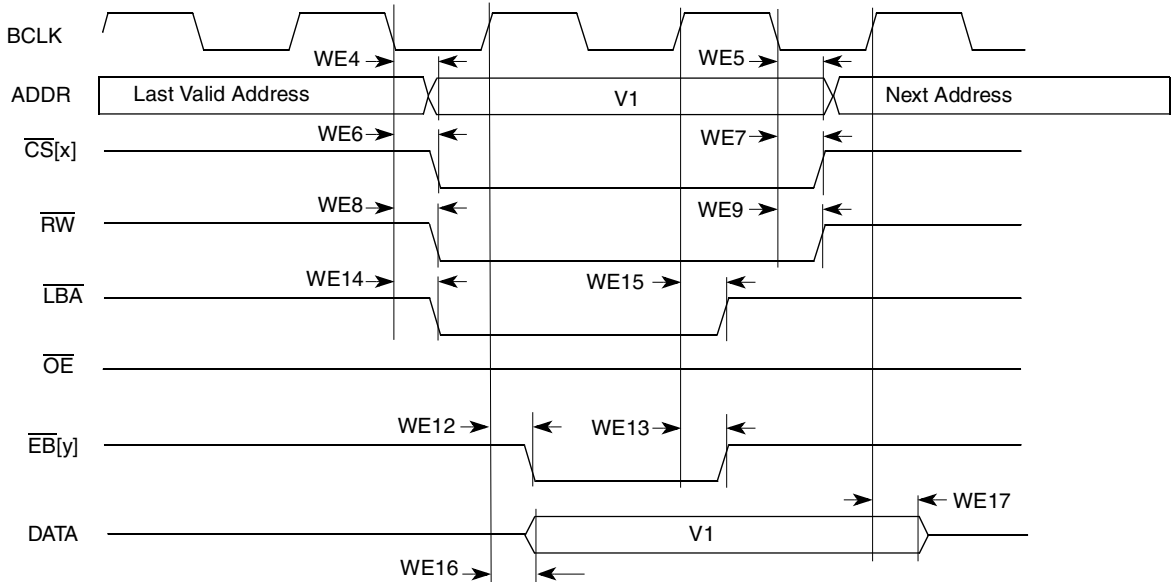 BCLK
WE4 WE5
ADDR Last Valid Address V1 Next Address
WE6 WE7
CS[x]
WE8 WE9
RW
WE14 WE15
LBA
OE
WE12 WE13
EB[y]
WE17
DATA V1
WE16